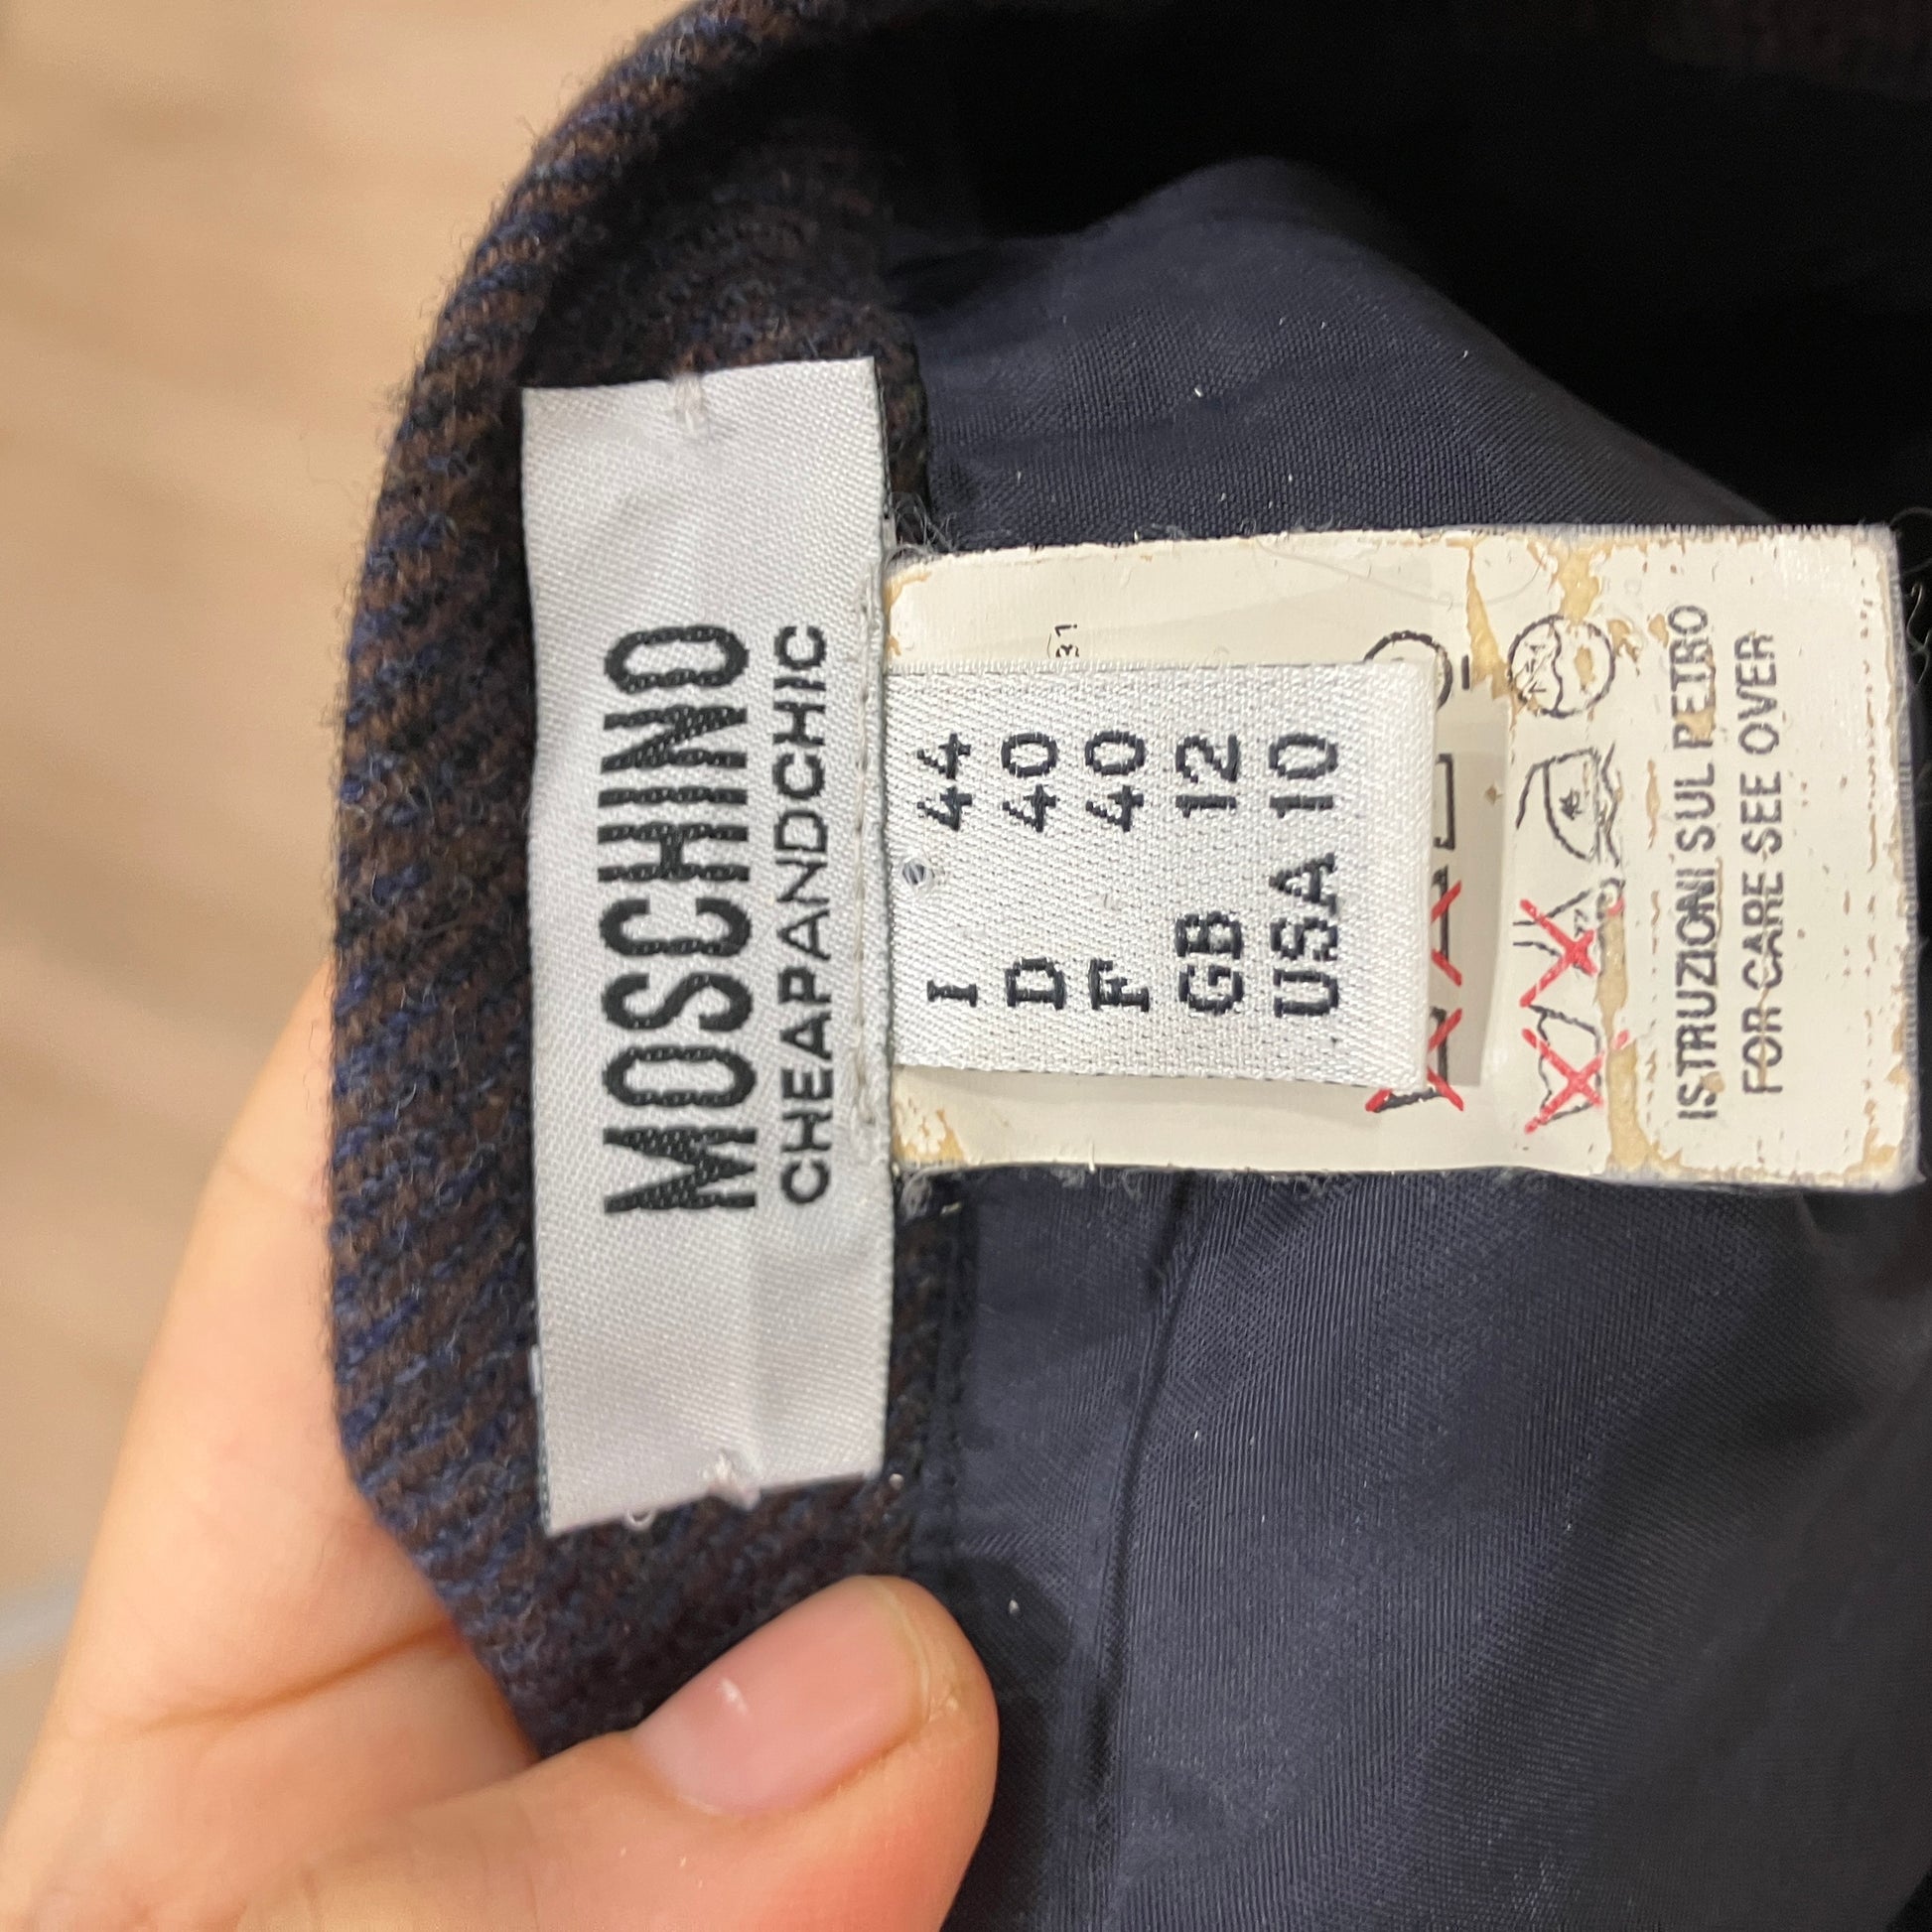 MOSCHINO
CHEAPANDCHIC
I 44
D 40
F 40
GB 12
USA 10
ISTRUZIONI SUL RETRO
FOR CARE SEE OVER